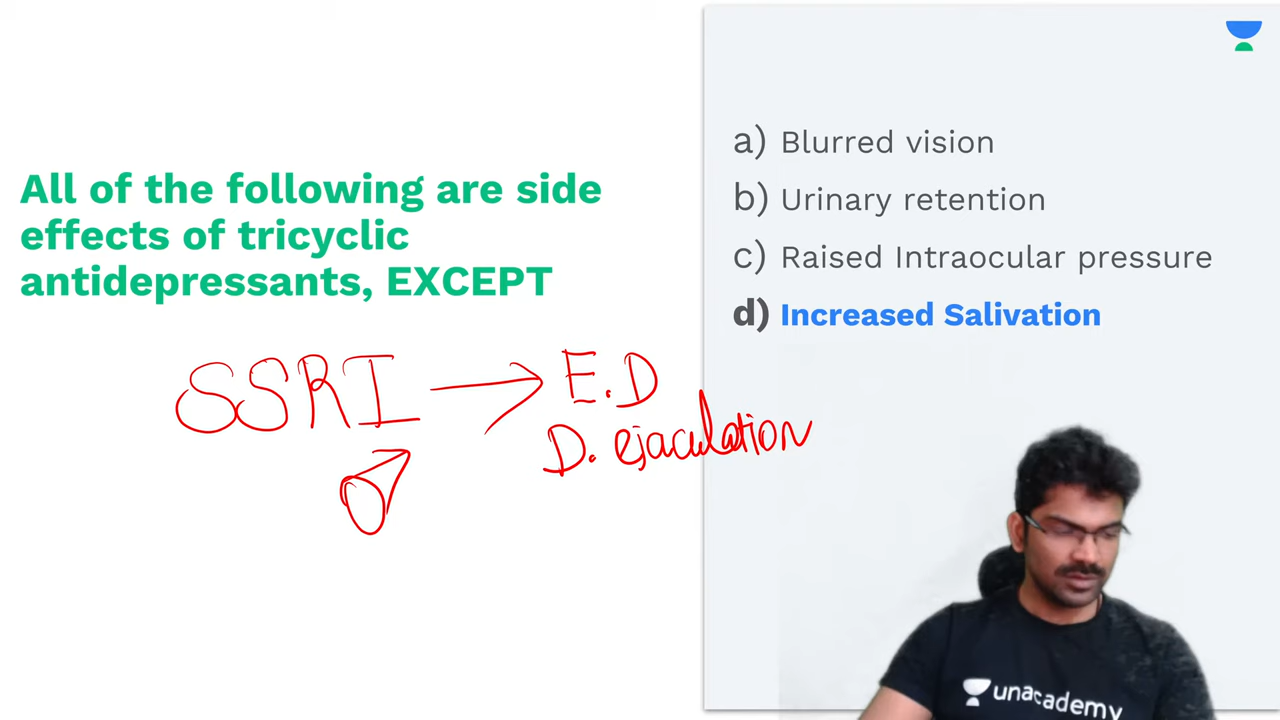 All of the following are side
effects of tricyclic
antidepressants, EXCEPT
a) Blurred vision
b) Urinary retention
c) Raised Intraocular pressure
d) Increased Salivation
SSRI → E.D
D. ejaculation
♂
unacademy